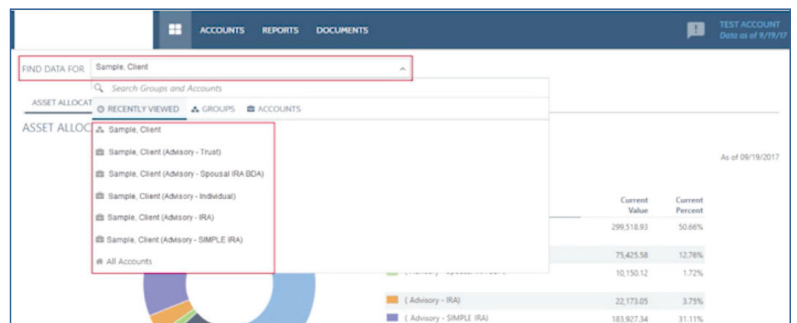 ACCOUNTS REPORTS DOCUMENTS
TEST ACCOUNT
Data as of 9/19/17
FIND DATA FOR Sample, Client
Search Groups and Accounts
ASSET ALLOCAT
RECENTLY VIEWED GROUPS ACCOUNTS
ASSET ALLOC
Sample, Client
Sample, Client (Advisory - Trust)
As of 09/19/2017
Sample, Client (Advisory - Spousal IRA BDA)
Sample, Client (Advisory - Individual)
Sample, Client (Advisory - IRA)
Sample, Client (Advisory - SIMPLE IRA)
All Accounts
Current Value Current Percent
299,518.93 50.66%
75,425.58 12.76%
10,150.12 1.72%
( Advisory - IRA) 22,173.05 3.75%
( Advisory - SIMPLE IRA) 183,927.34 31.11%